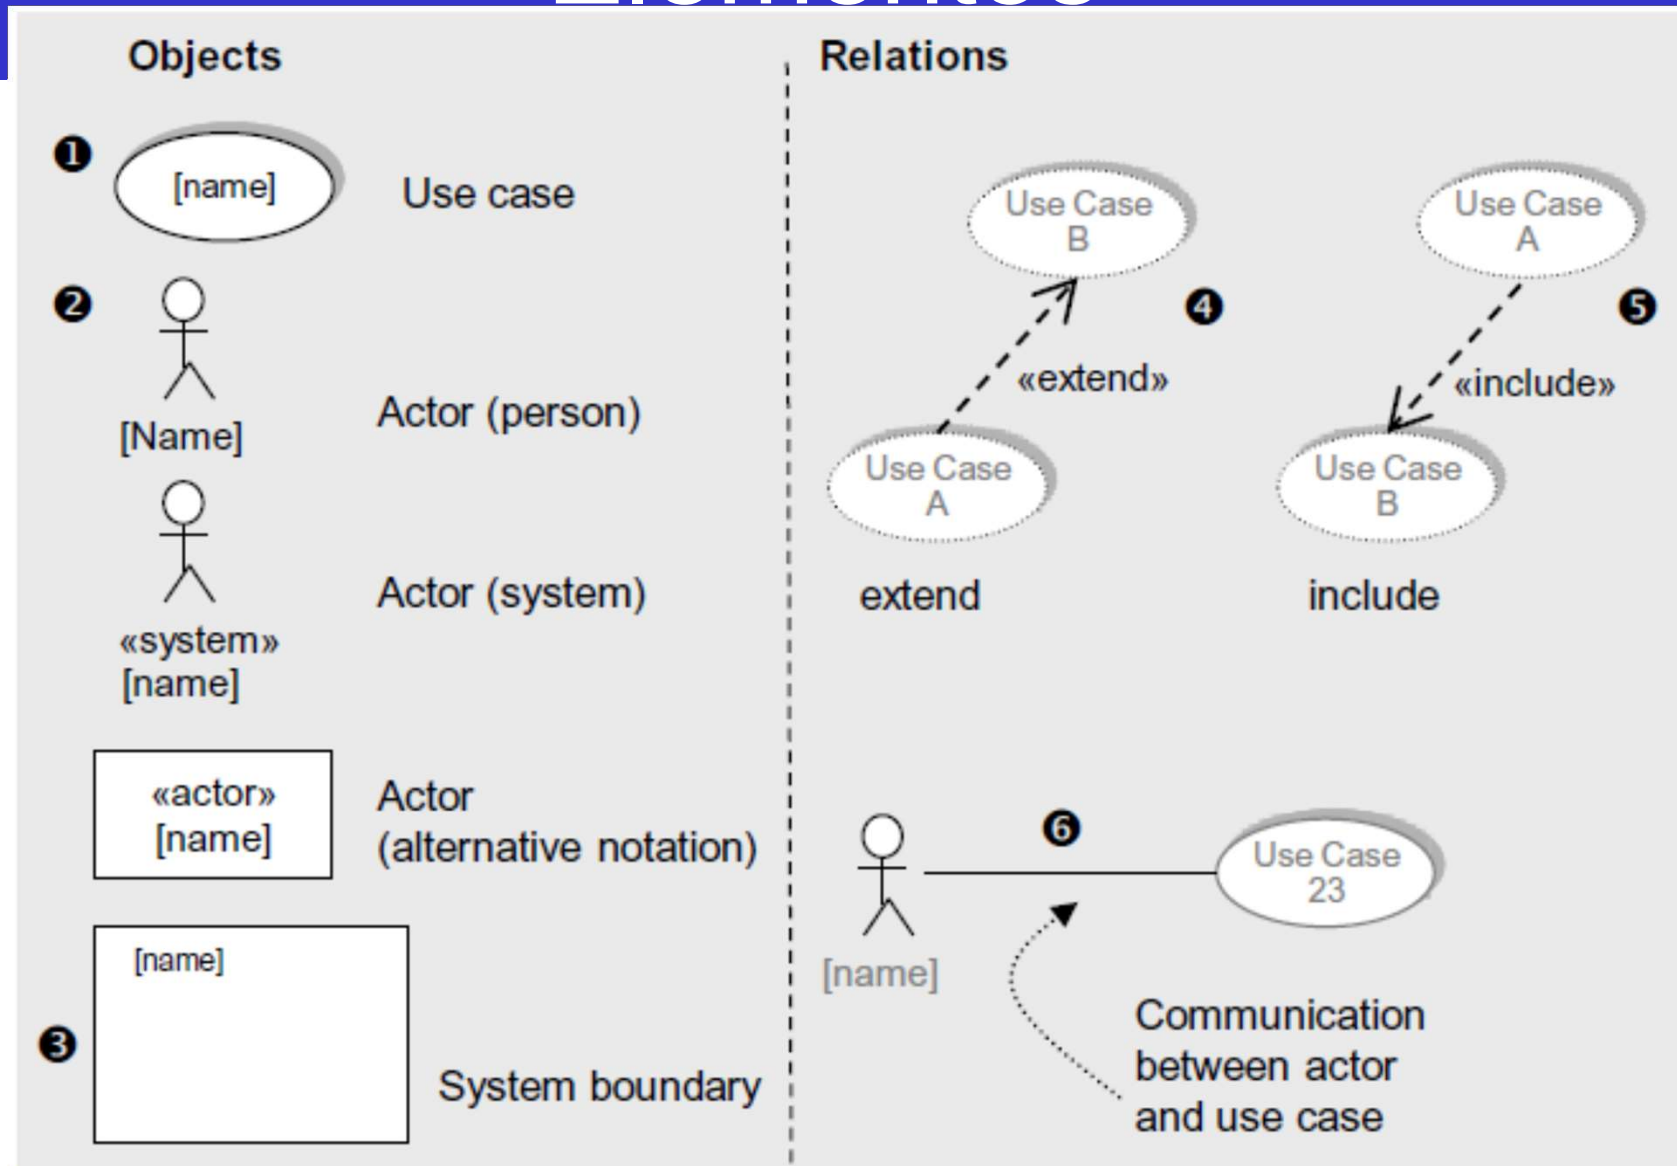 Elementos
Objects
❶
[name]
Use case
❷
[Name]
Actor (person)
«system»
[name]
Actor (system)
«actor»
[name]
Actor
(alternative notation)
❸
[name]
System boundary
Relations
Use Case
B
❹
«extend»
Use Case
A
extend
Use Case
A
❺
«include»
Use Case
B
include
❻
[name]
Use Case
23
Communication
between actor
and use case